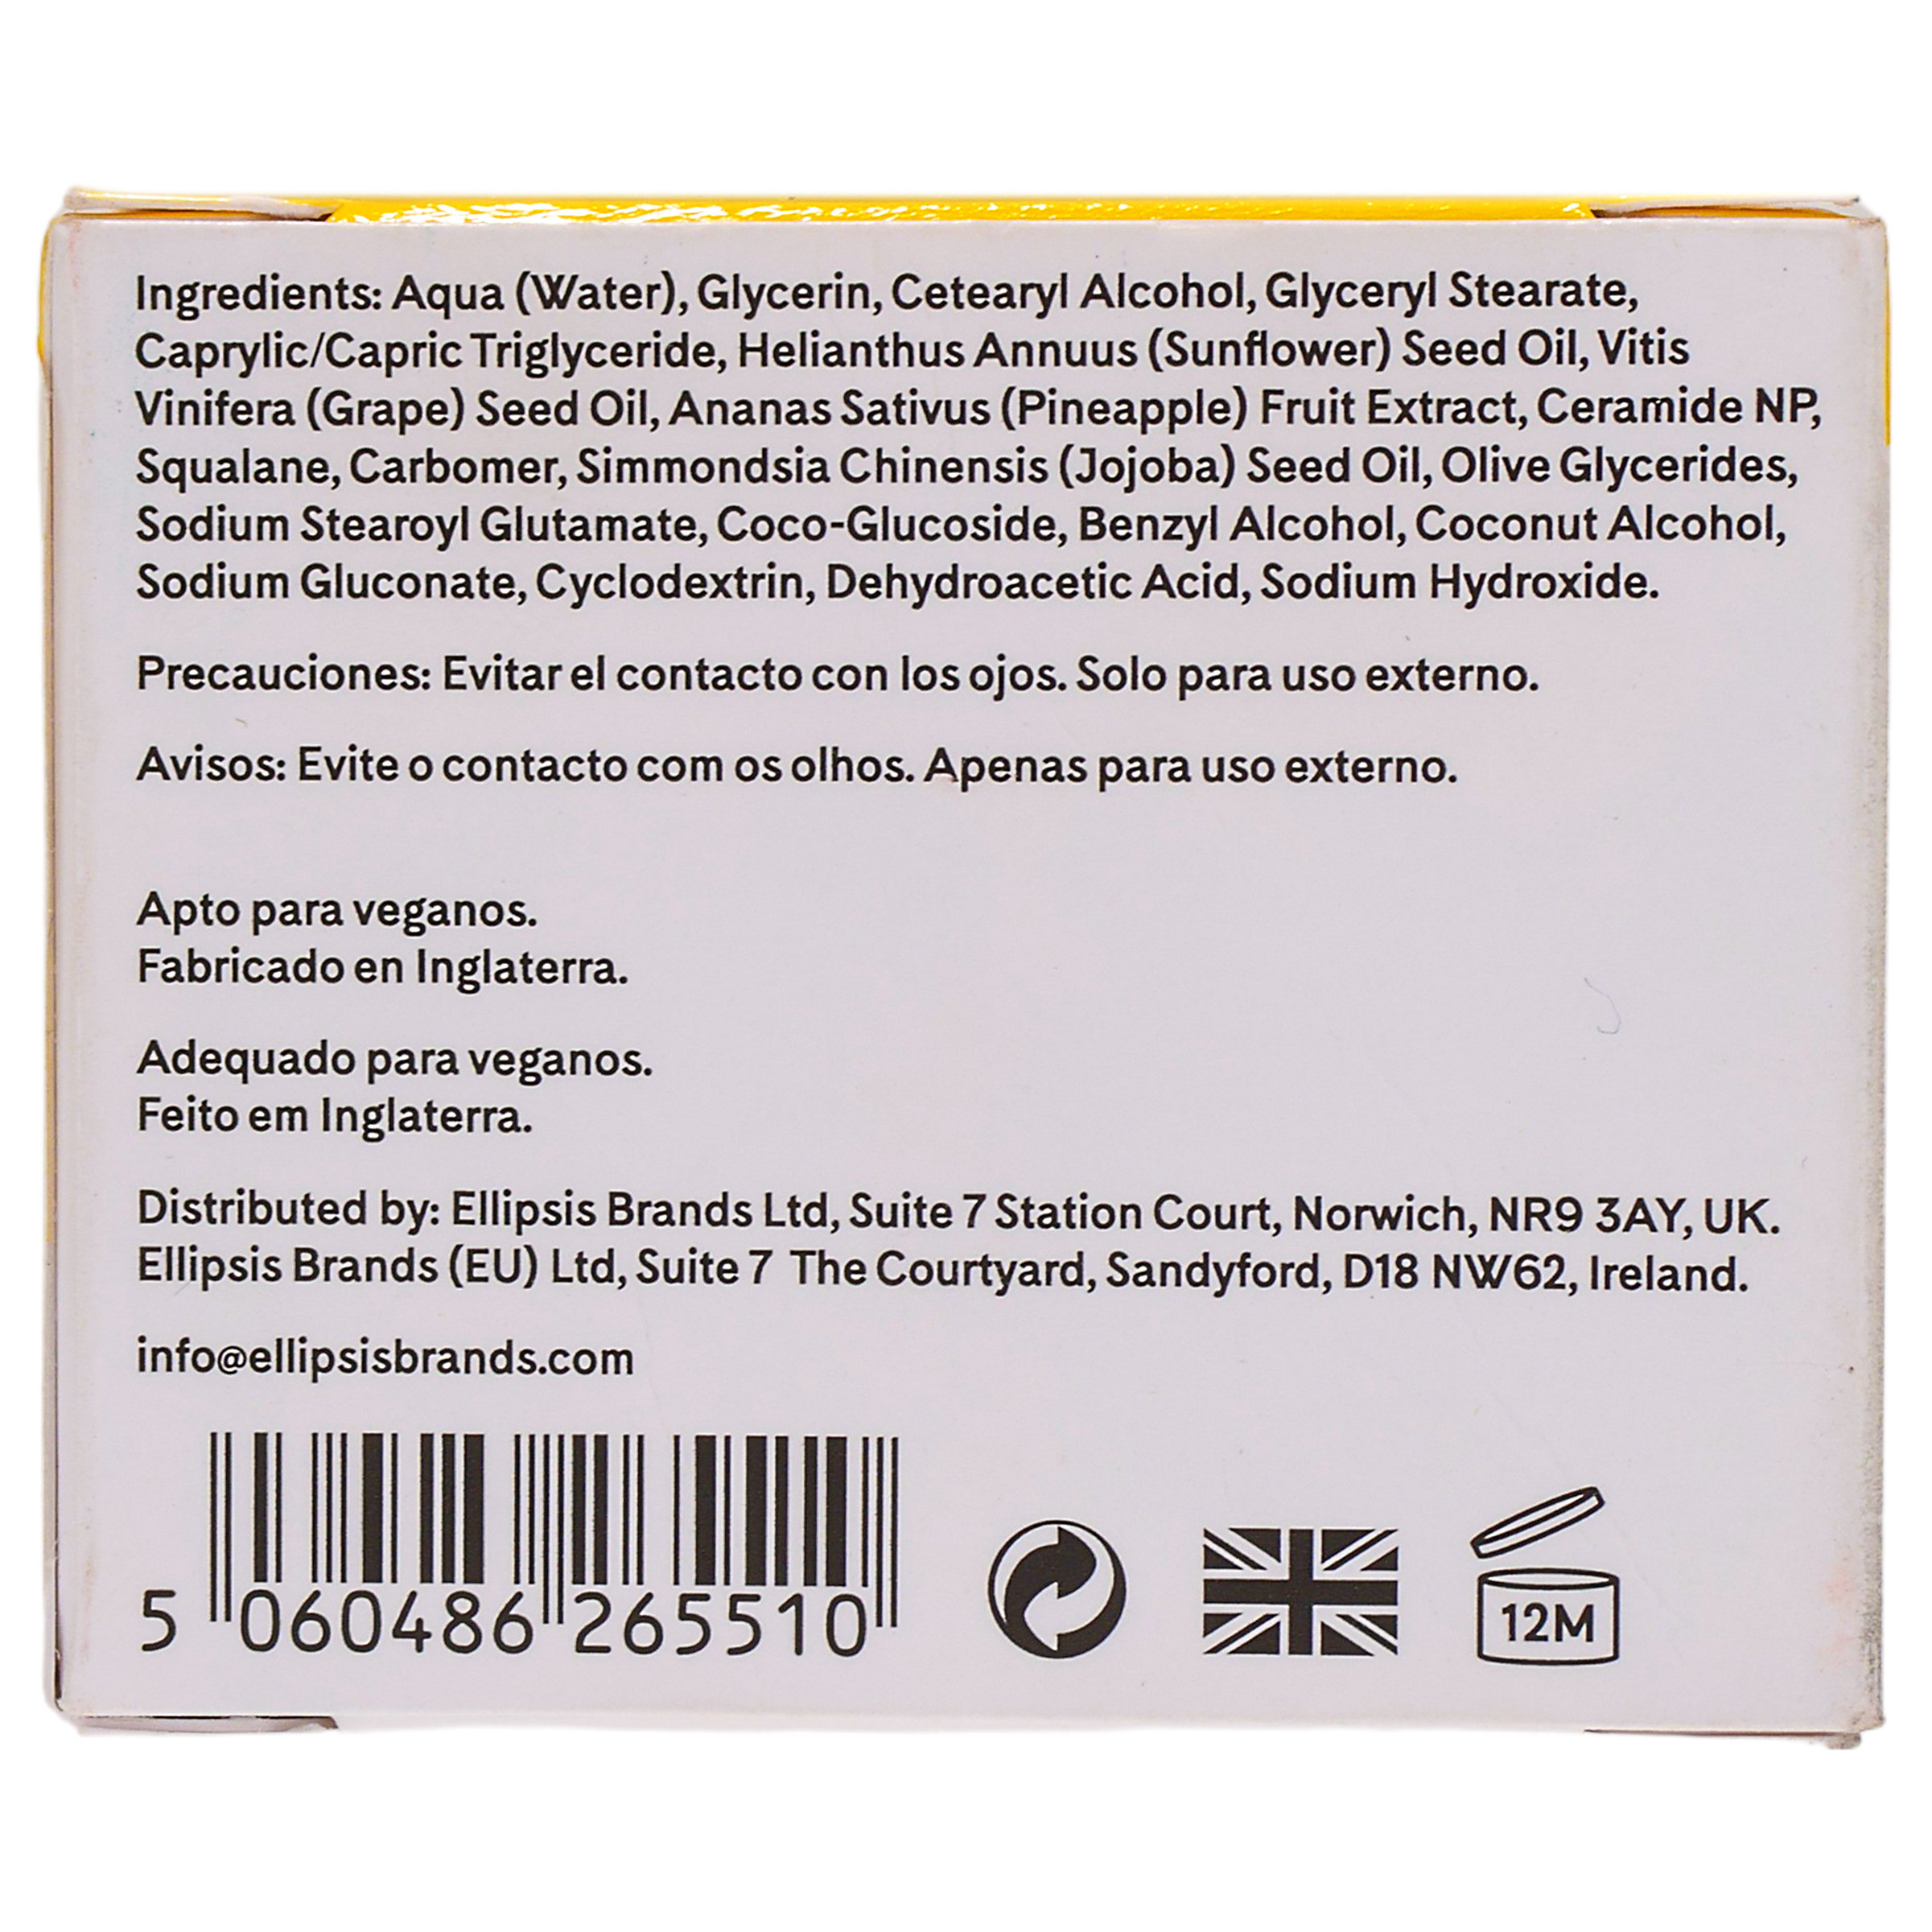 Ingredients: Aqua (Water), Glycerin, Cetearyl Alcohol, Glyceryl Stearate,
Caprylic/Capric Triglyceride, Helianthus Annuus (Sunflower) Seed Oil, Vitis
Vinifera (Grape) Seed Oil, Ananas Sativus (Pineapple) Fruit Extract, Ceramide NP,
Squalane, Carbomer, Simmondsia Chinensis (Jojoba) Seed Oil, Olive Glycerides,
Sodium Stearoyl Glutamate, Coco-Glucoside, Benzyl Alcohol, Coconut Alcohol,
Sodium Gluconate, Cyclodextrin, Dehydroacetic Acid, Sodium Hydroxide.
Precauciones: Evitar el contacto con los ojos. Solo para uso externo.
Avisos: Evite o contacto com os olhos. Apenas para uso externo.
Apto para veganos.
Fabricado en Inglaterra.
Adequado para veganos.
Feito em Inglaterra.
Distributed by: Ellipsis Brands Ltd, Suite 7 Station Court, Norwich, NR9 3AY, UK.
Ellipsis Brands (EU) Ltd, Suite 7 The Courtyard, Sandyford, D18 NW62, Ireland.
info@ellipsisbrands.com
5 060486 265510
12M